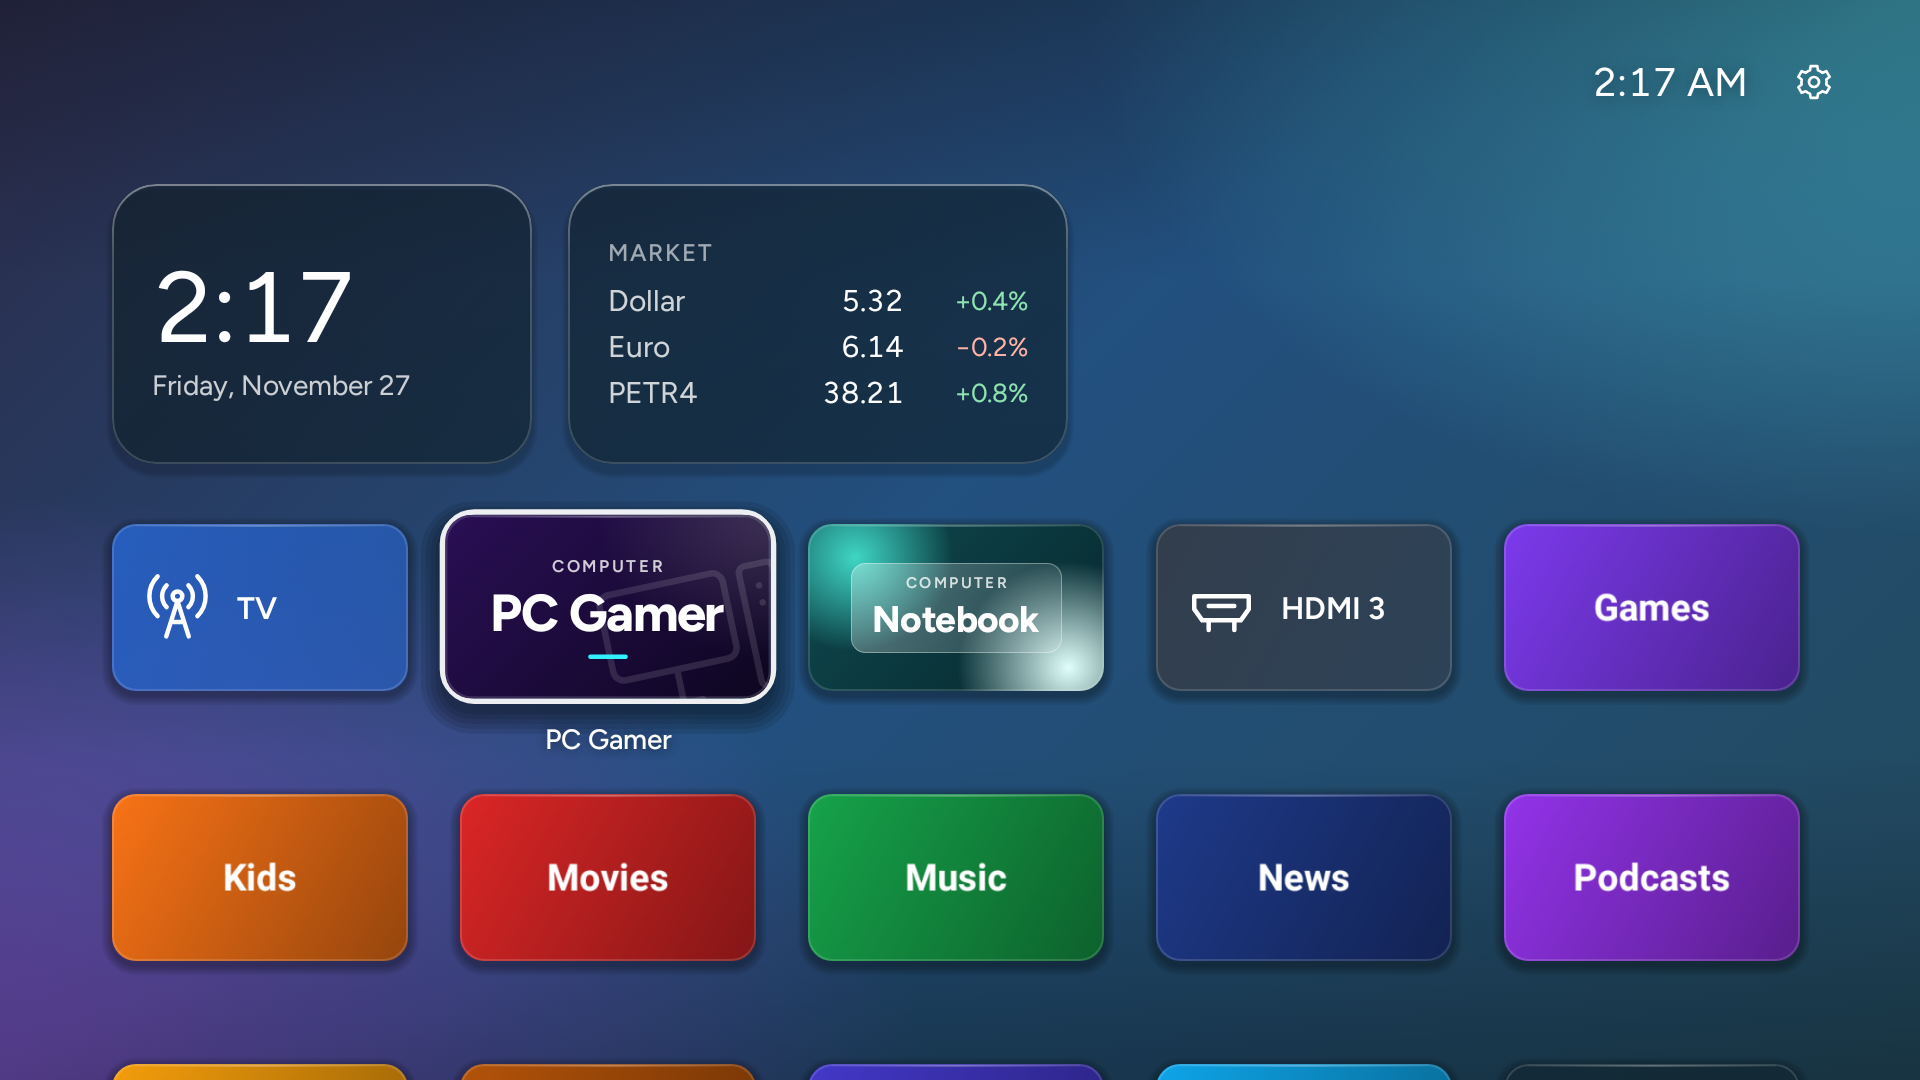 2:17 AM
2:17
Friday, November 27
MARKET
Dollar 5.32 +0.4%
Euro 6.14 −0.2%
PETR4 38.21 +0.8%
TV
COMPUTER
PC Gamer
PC Gamer
COMPUTER
Notebook
HDMI 3
Games
Kids
Movies
Music
News
Podcasts